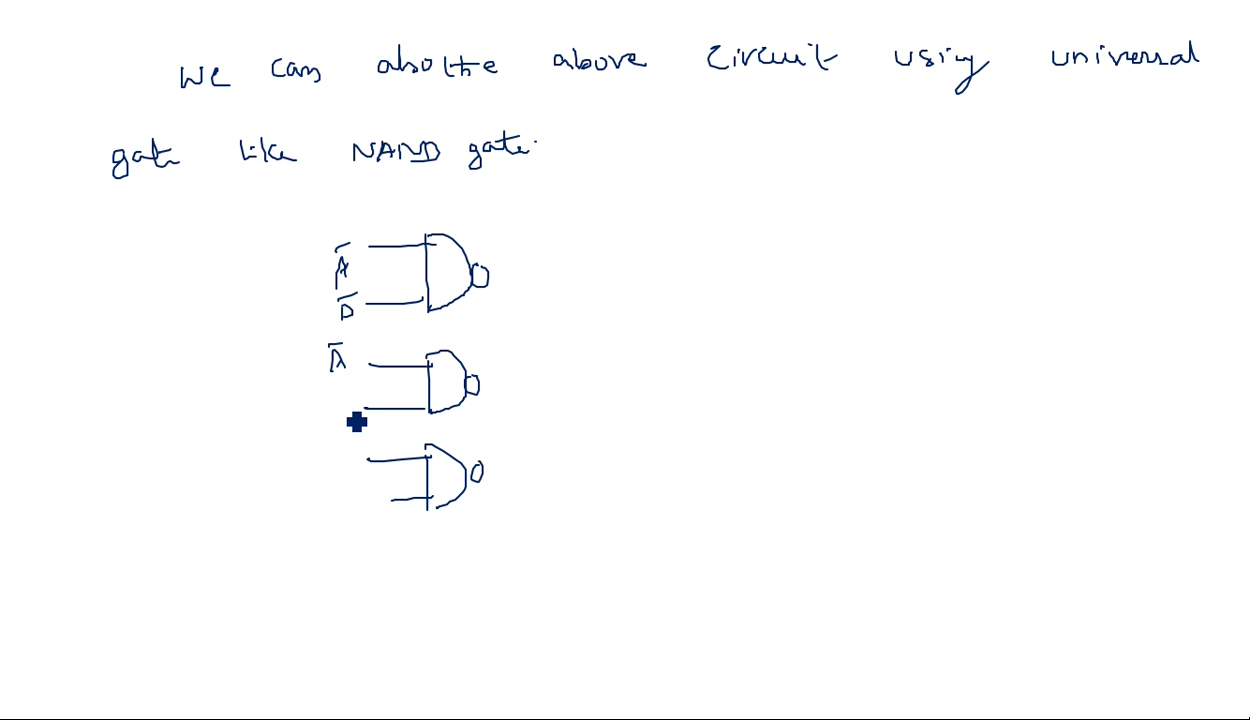 We can also the above circuit using universal
gate like NAND gate.
A̅
D̅
A̅